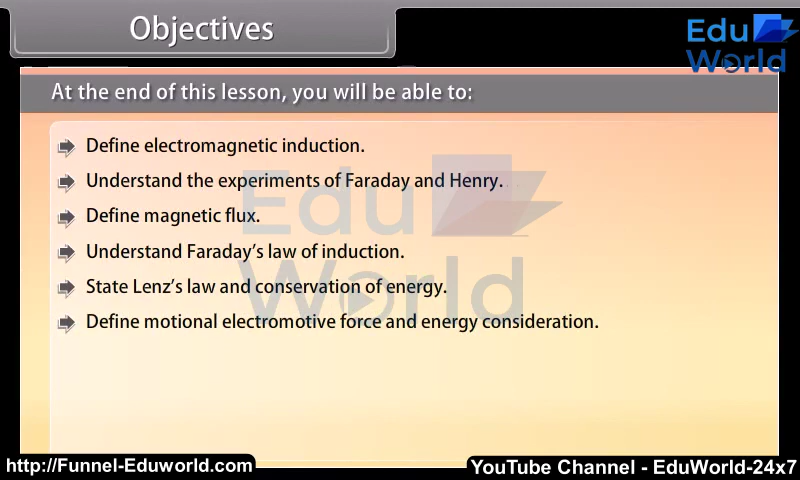 Objectives
Edu
World
At the end of this lesson, you will be able to:
Define electromagnetic induction.
Understand the experiments of Faraday and Henry.
Define magnetic flux.
Understand Faraday's law of induction.
State Lenz's law and conservation of energy.
Define motional electromotive force and energy consideration.
Edu
World
http://Funnel-Eduworld.com
YouTube Channel - EduWorld-24x7